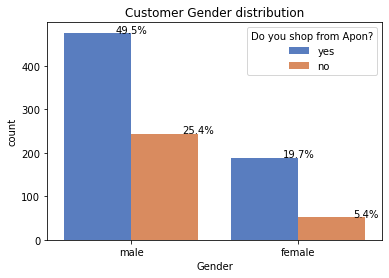 Customer Gender distribution
Do you shop from Apon?
yes
no
49.5%
25.4%
19.7%
5.4%
count
400
300
200
100
0
male
female
Gender